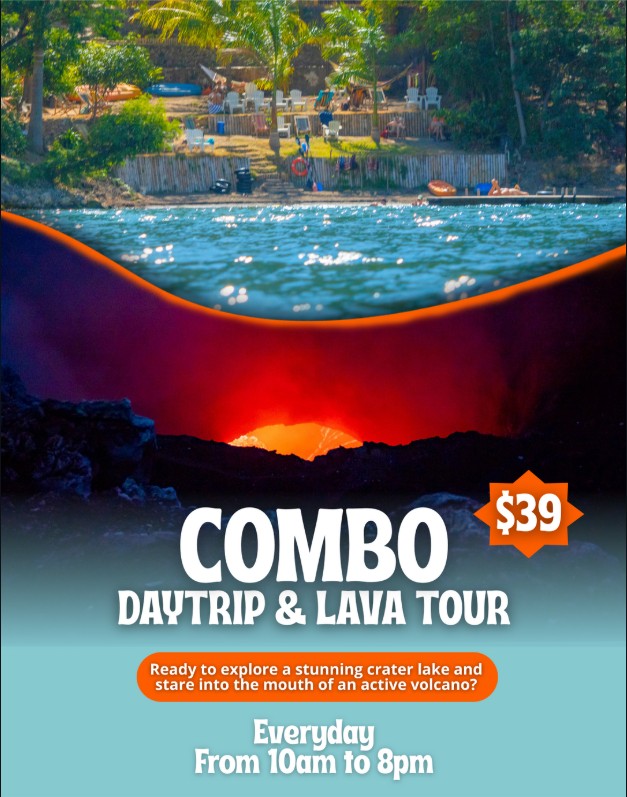 $39
COMBO
DAYTRIP & LAVA TOUR
Ready to explore a stunning crater lake and
stare into the mouth of an active volcano?
Everyday
From 10am to 8pm